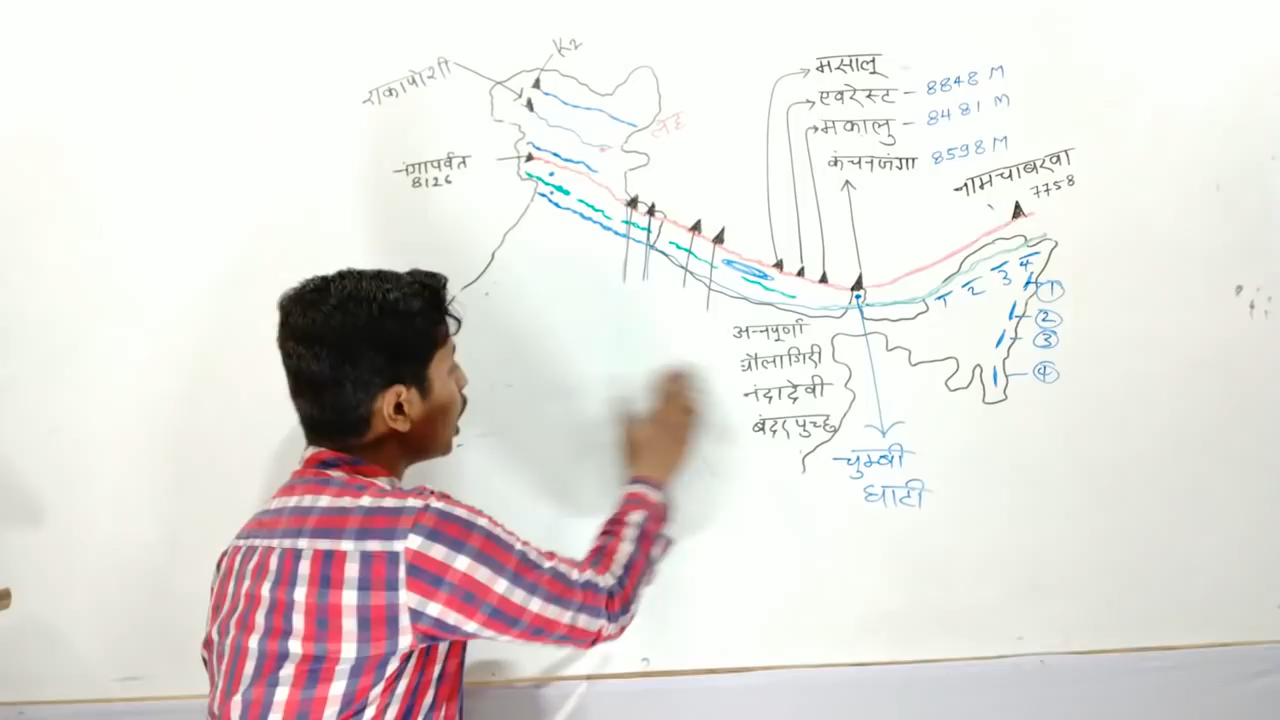 K2
राकापोशी
लेह
नंगापर्वत
8126
मसालू
एवरेस्ट - 8848 M
मकालु - 8481 M
कंचनजंगा 8598 M
नामचाबरवा
7758
1 2 3 4
①
②
③
④
अन्नपूर्णा
धौलागिरी
नंदादेवी
बंदरपुच्छ
चुम्बी
घाटी